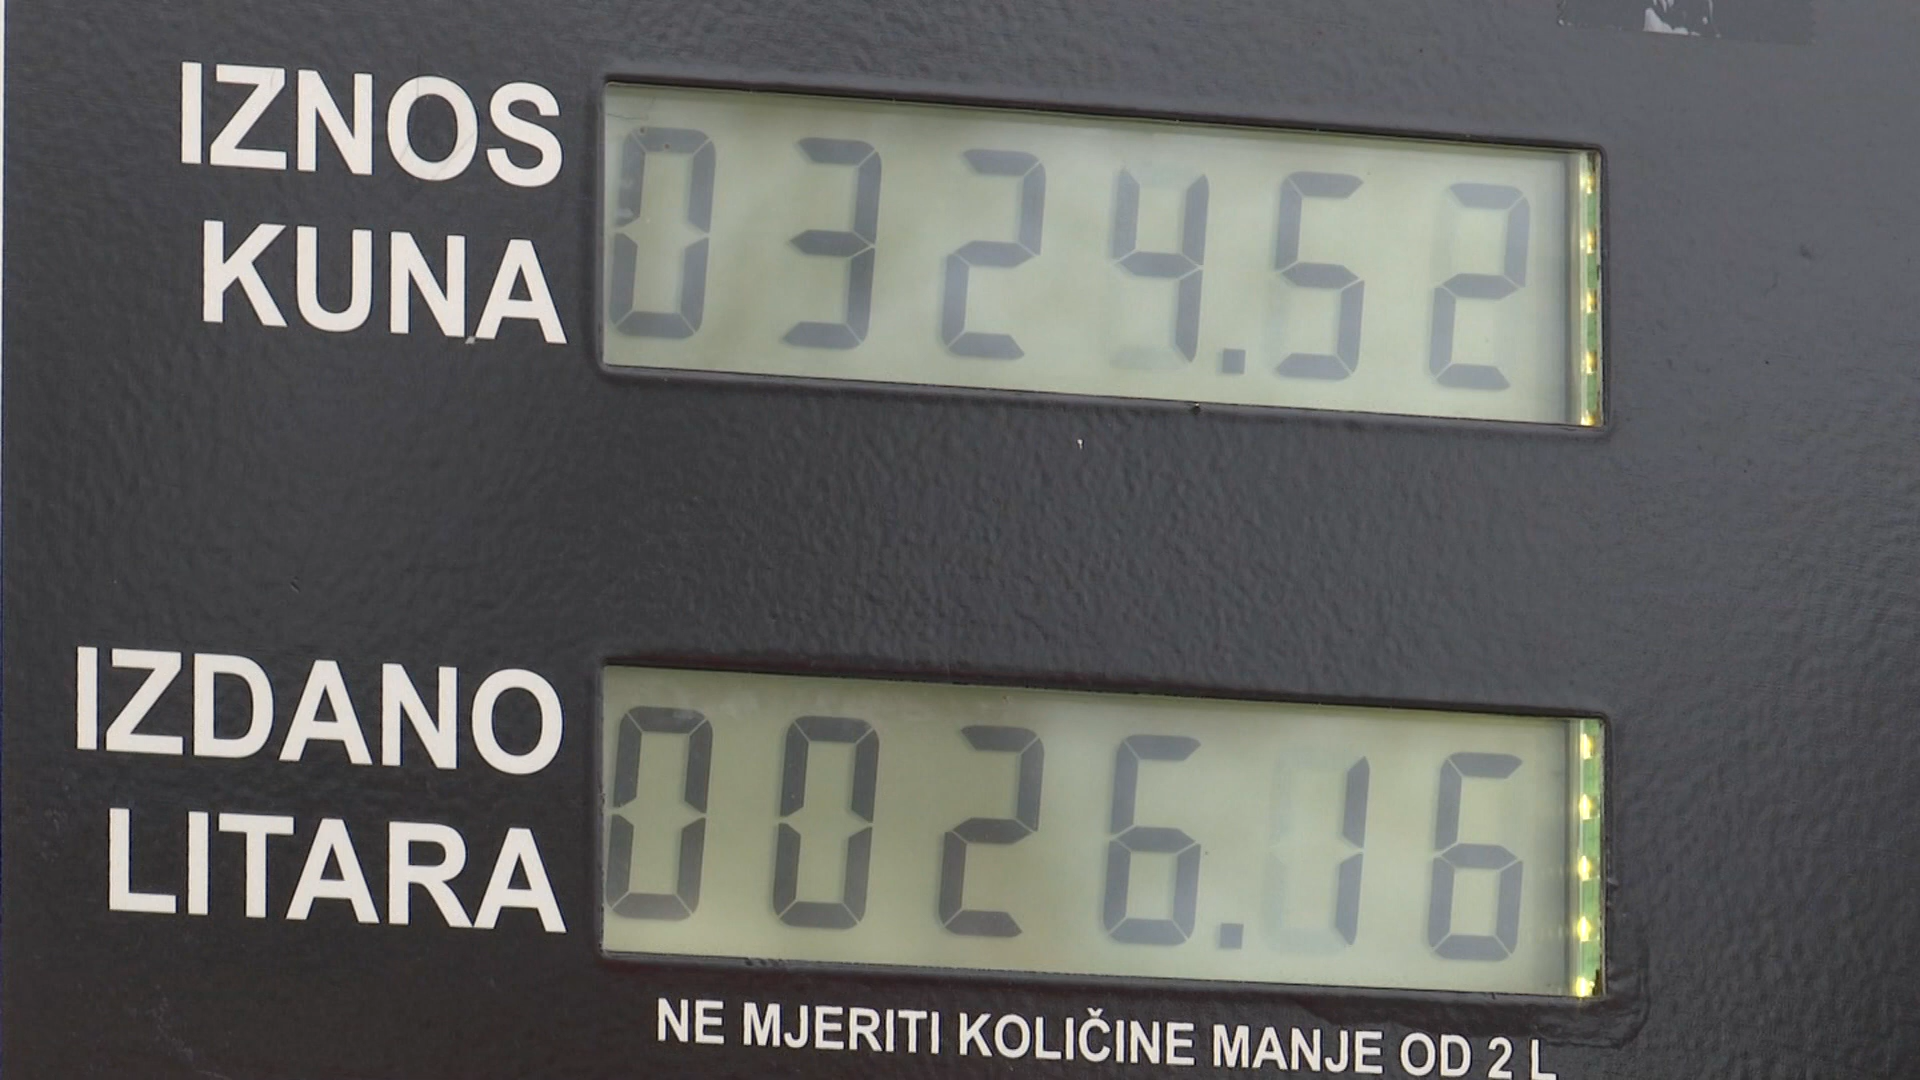 IZNOS
KUNA
0324.52
IZDANO
LITARA
0026.16
NE MJERITI KOLIČINE MANJE OD 2 L